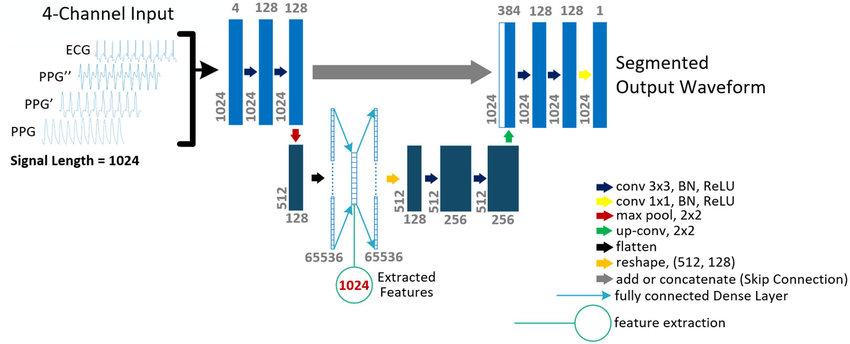 4-Channel Input
ECG
PPG’’
PPG’
PPG
Signal Length = 1024
4 128 128
1024 1024 1024
384 128 128 1
1024 1024 1024 1024
Segmented
Output Waveform
512
128
65536 65536
1024
Extracted
Features
512 512 512
128 256 256
conv 3x3, BN, ReLU
conv 1x1, BN, ReLU
max pool, 2x2
up-conv, 2x2
flatten
reshape, (512, 128)
add or concatenate (Skip Connection)
fully connected Dense Layer
feature extraction